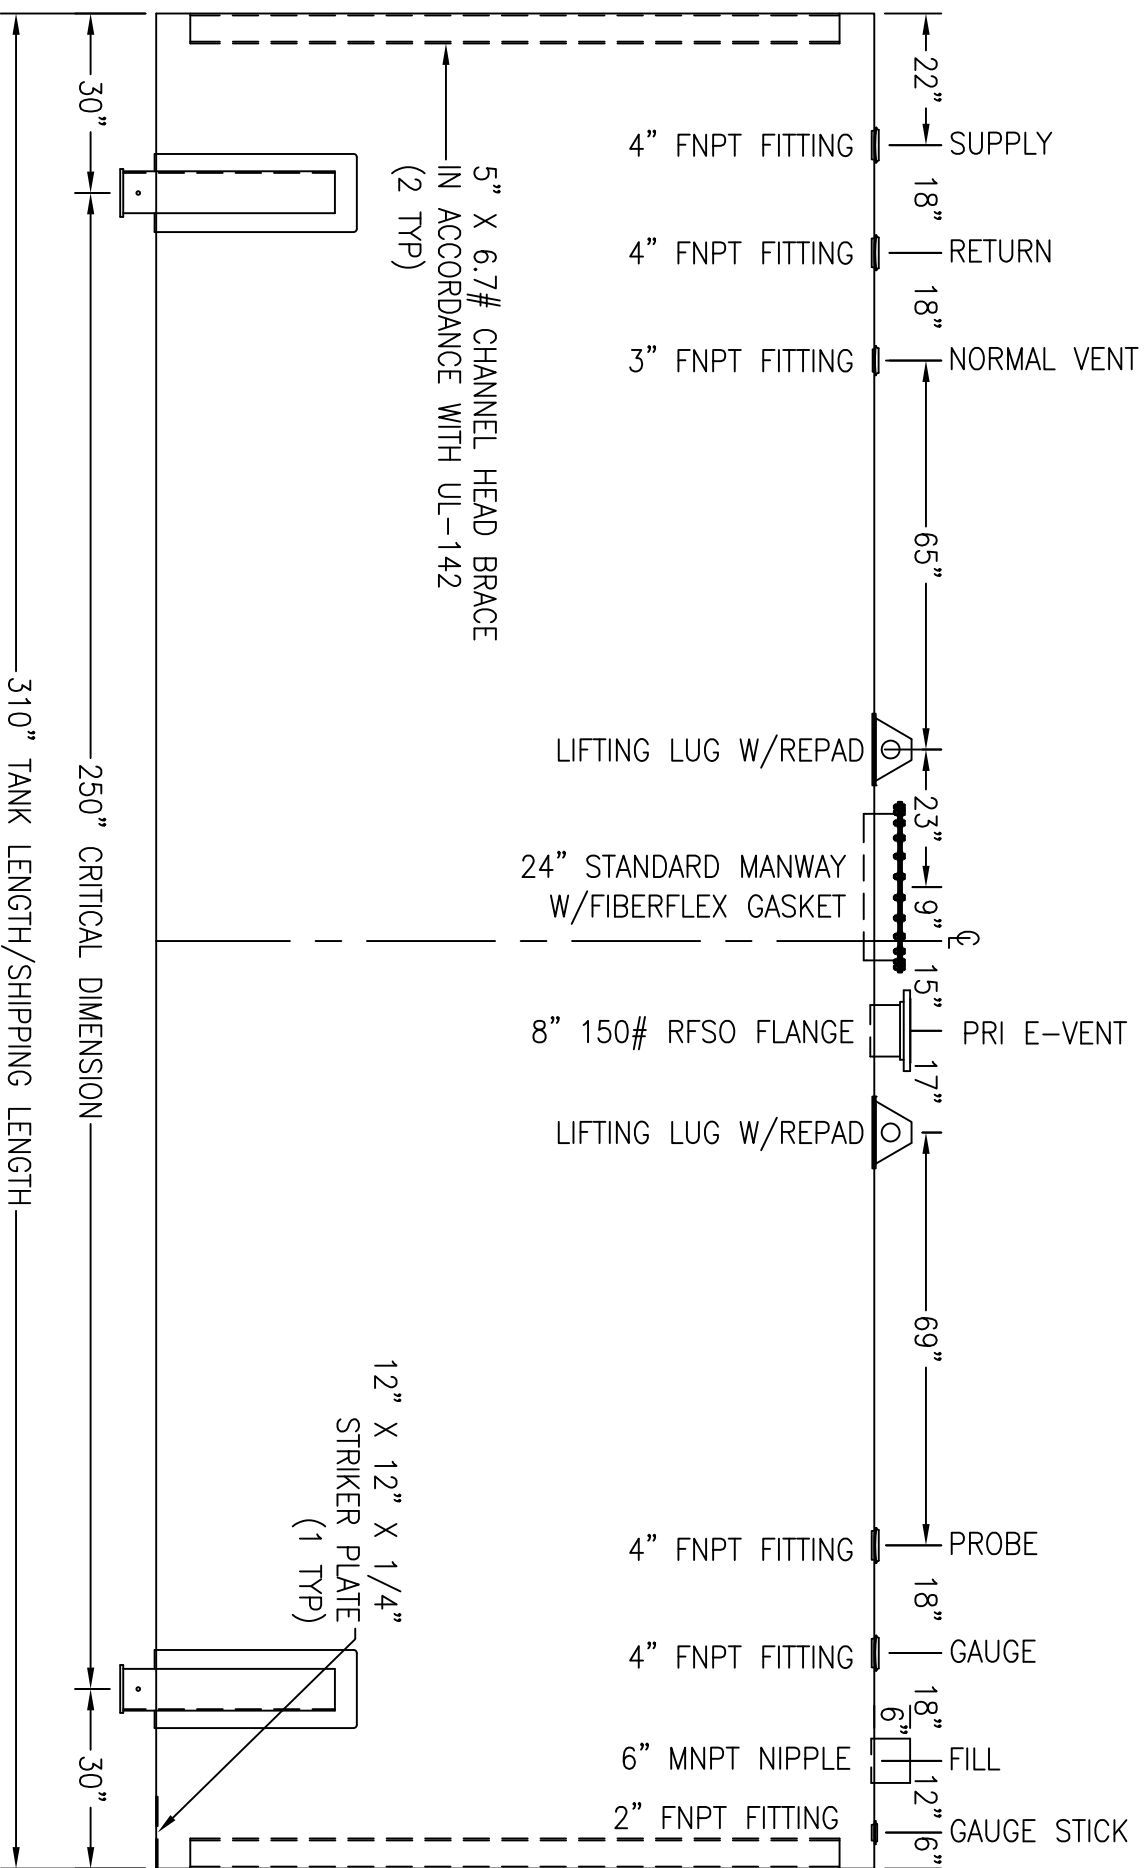 22"
SUPPLY
4" FNPT FITTING
18"
RETURN
4" FNPT FITTING
18"
NORMAL VENT
3" FNPT FITTING
65"
LIFTING LUG W/REPAD
23"
24" STANDARD MANWAY
W/FIBERFLEX GASKET
9"
℄
15"
8" 150# RFSO FLANGE
PRI E-VENT
17"
LIFTING LUG W/REPAD
69"
4" FNPT FITTING
PROBE
18"
4" FNPT FITTING
GAUGE
18"
6"
6" MNPT NIPPLE
FILL
12"
2" FNPT FITTING
GAUGE STICK
6"
5" X 6.7# CHANNEL HEAD BRACE
IN ACCORDANCE WITH UL-142
(2 TYP)
12" X 12" X 1/4"
STRIKER PLATE
(1 TYP)
30"
250" CRITICAL DIMENSION
30"
310" TANK LENGTH/SHIPPING LENGTH